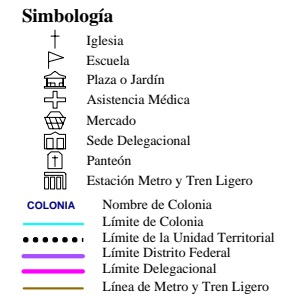 Simbología
Iglesia
Escuela
Plaza o Jardín
Asistencia Médica
Mercado
Sede Delegacional
Panteón
Estación Metro y Tren Ligero
COLONIA Nombre de Colonia
Límite de Colonia
Límite de la Unidad Territorial
Límite Distrito Federal
Límite Delegacional
Línea de Metro y Tren Ligero